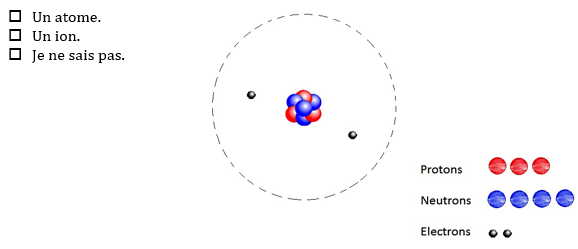 Un atome.
Un ion.
Je ne sais pas.
Protons
Neutrons
Electrons